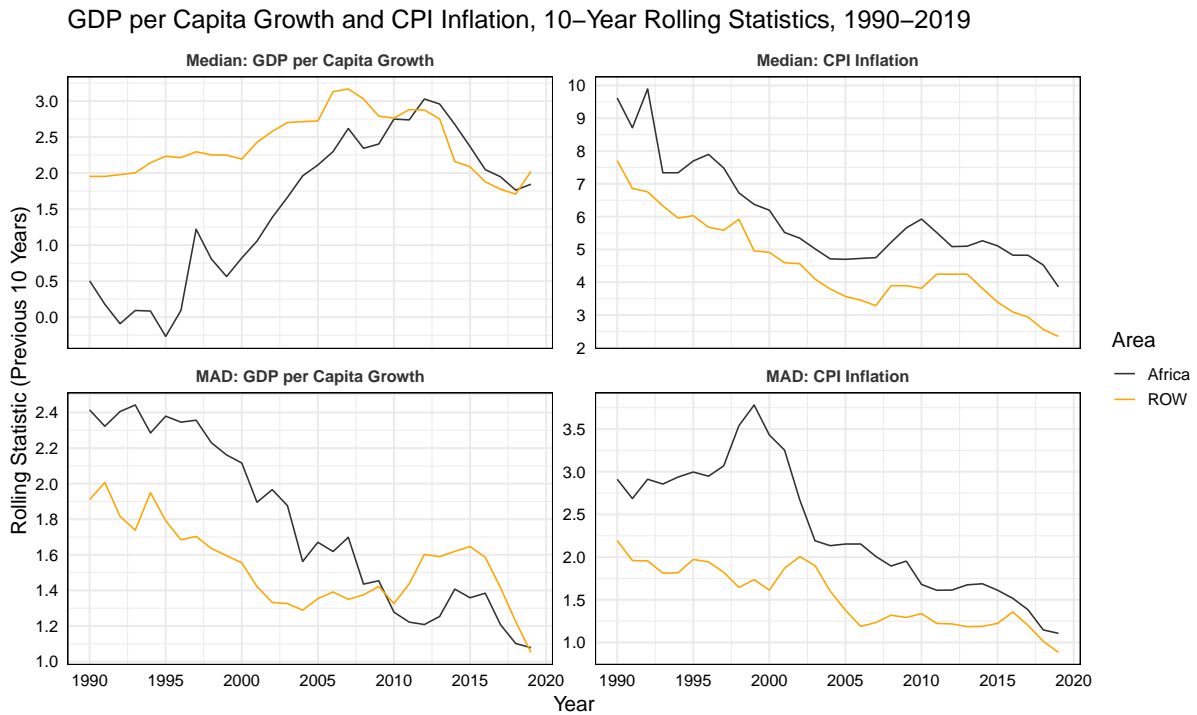 GDP per Capita Growth and CPI Inflation, 10−Year Rolling Statistics, 1990−2019
Median: GDP per Capita Growth
Median: CPI Inflation
3.0
2.5
2.0
1.5
1.0
0.5
0.0
10
9
8
7
6
5
4
3
2
MAD: GDP per Capita Growth
MAD: CPI Inflation
2.4
2.2
2.0
1.8
1.6
1.4
1.2
1.0
3.5
3.0
2.5
2.0
1.5
1.0
1990 1995 2000 2005 2010 2015 2020
1990 1995 2000 2005 2010 2015 2020
Year
Rolling Statistic (Previous 10 Years)
Area
Africa
ROW